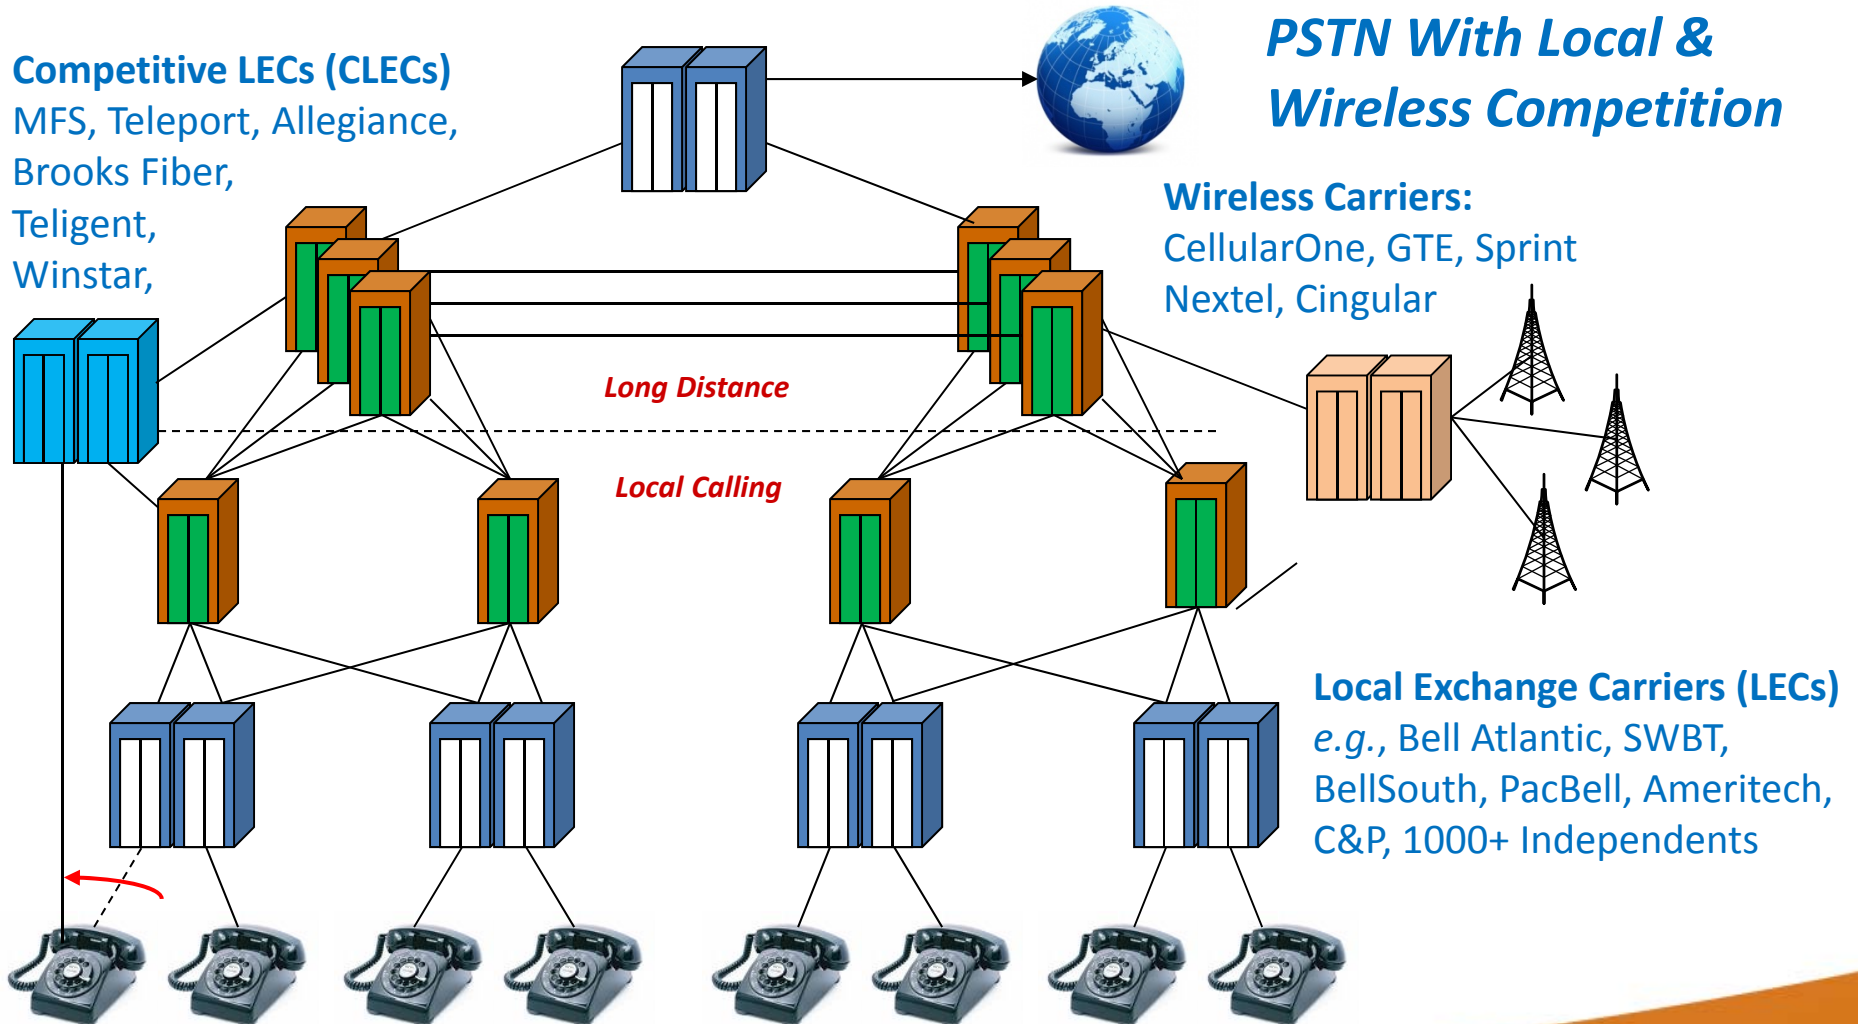 PSTN With Local &
Wireless Competition
Competitive LECs (CLECs)
MFS, Teleport, Allegiance,
Brooks Fiber,
Teligent,
Winstar,
Wireless Carriers:
CellularOne, GTE, Sprint
Nextel, Cingular
Long Distance
Local Calling
Local Exchange Carriers (LECs)
e.g., Bell Atlantic, SWBT,
BellSouth, PacBell, Ameritech,
C&P, 1000+ Independents